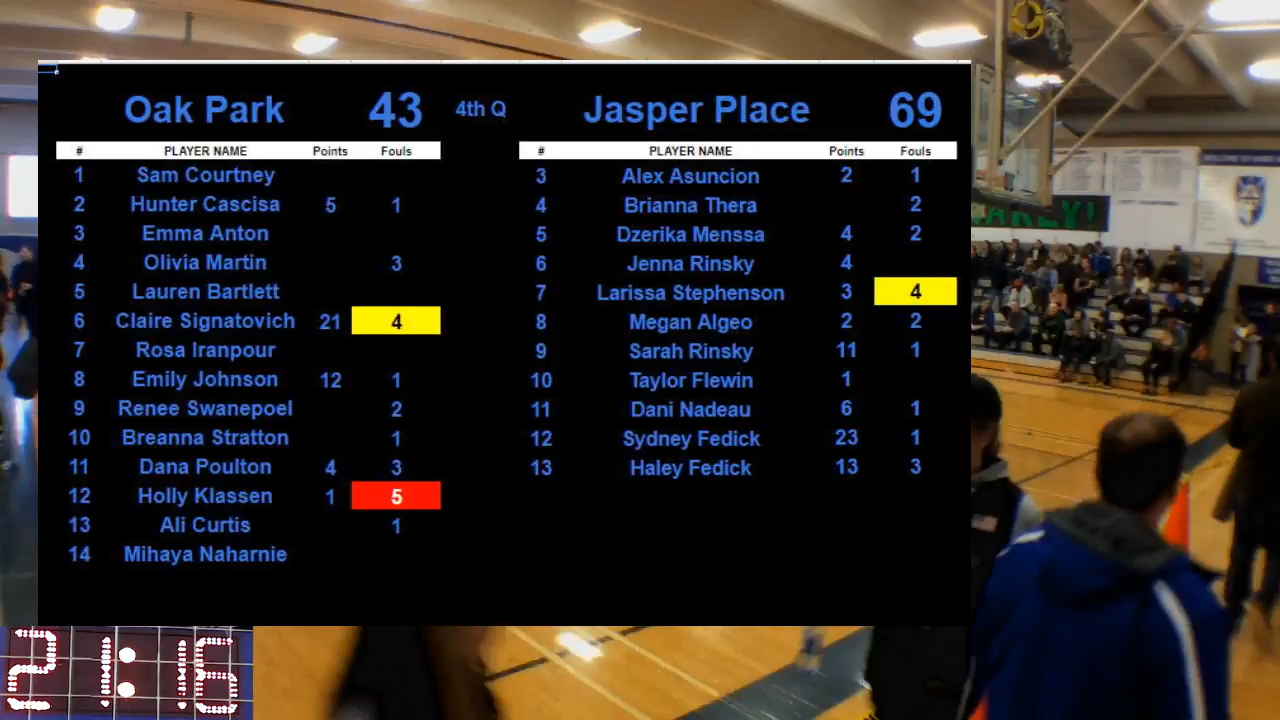 Oak Park 43 4th Q Jasper Place 69
# PLAYER NAME Points Fouls # PLAYER NAME Points Fouls
1 Sam Courtney 3 Alex Asuncion 2 1
2 Hunter Cascisa 5 1 4 Brianna Thera 2
3 Emma Anton 5 Dzerika Menssa 4 2
4 Olivia Martin 3 6 Jenna Rinsky 4
5 Lauren Bartlett 7 Larissa Stephenson 3 4
6 Claire Signatovich 21 4 8 Megan Algeo 2 2
7 Rosa Iranpour 9 Sarah Rinsky 11 1
8 Emily Johnson 12 1 10 Taylor Flewin 1
9 Renee Swanepoel 2 11 Dani Nadeau 6 1
10 Breanna Stratton 1 12 Sydney Fedick 23 1
11 Dana Poulton 4 3 13 Haley Fedick 13 3
12 Holly Klassen 1 5
13 Ali Curtis 1
14 Mihaya Naharnie
21:16